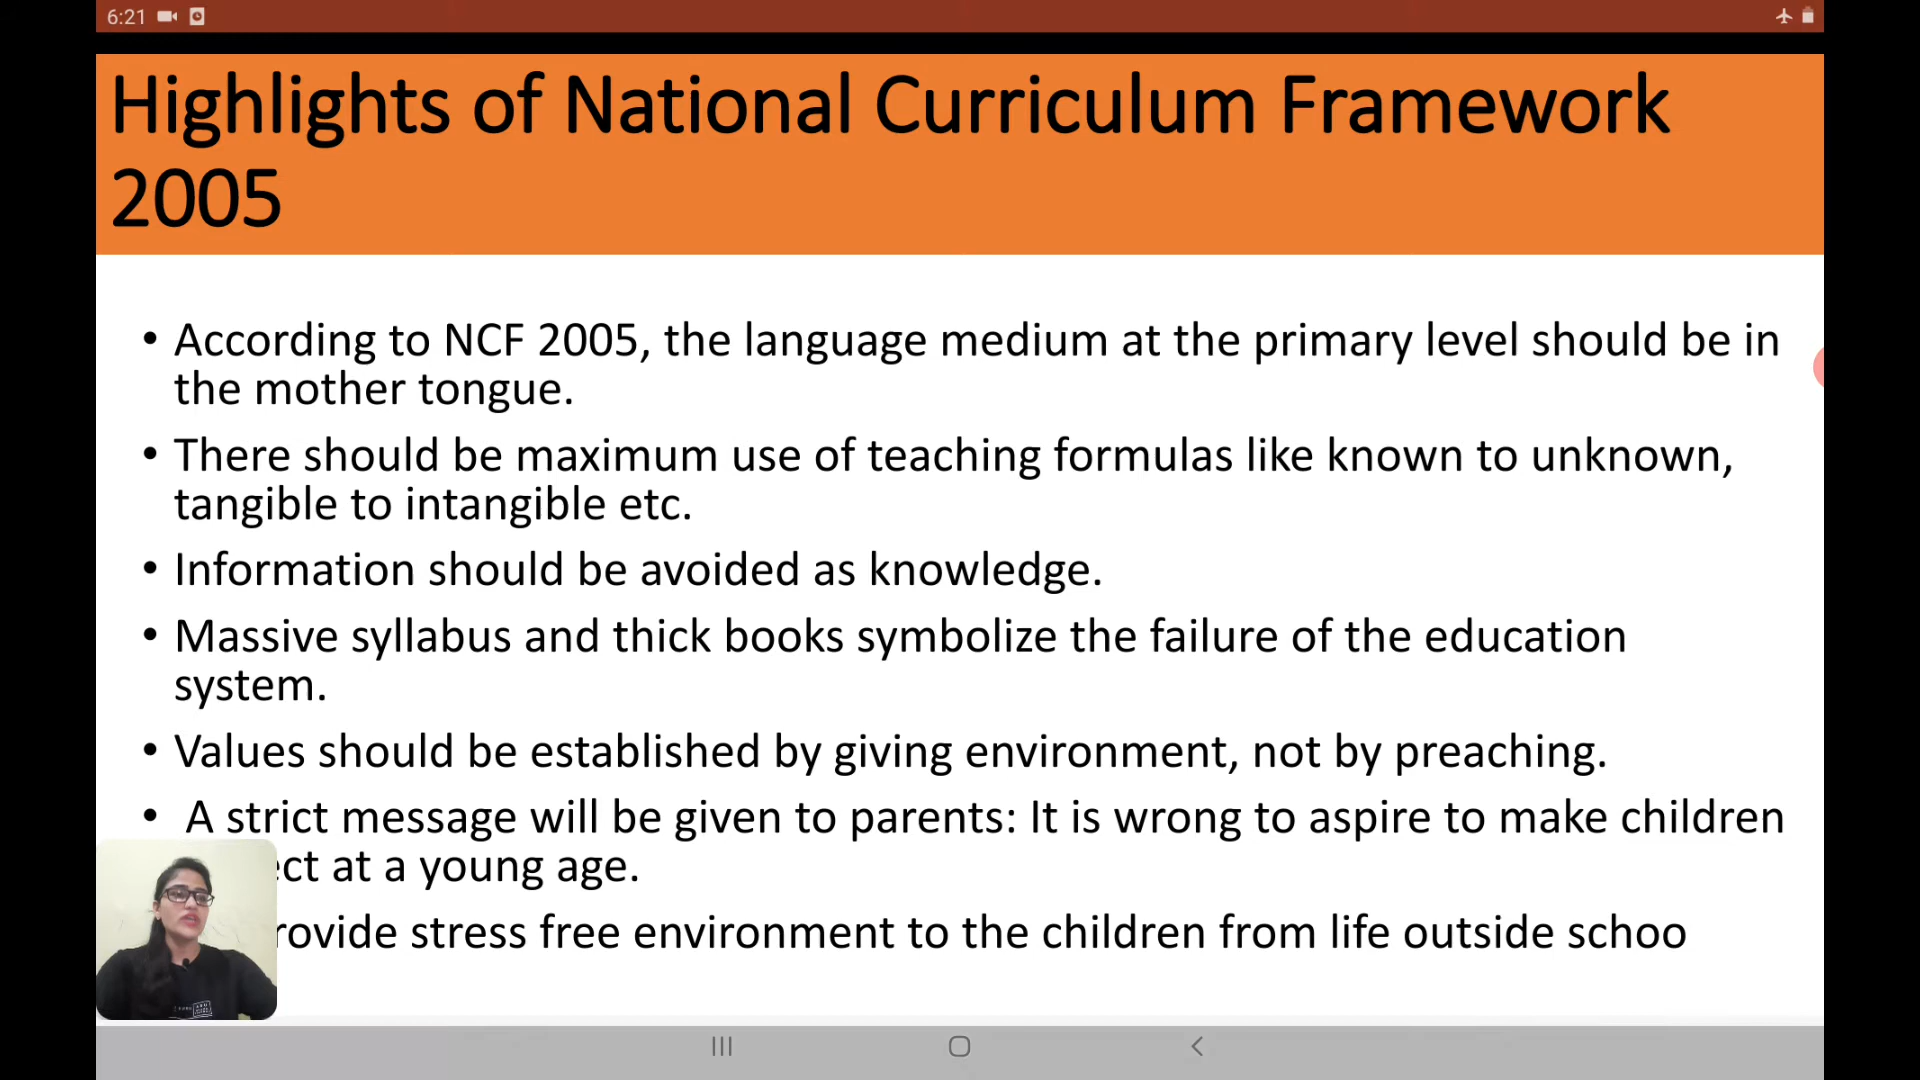 6:21
Highlights of National Curriculum Framework
2005
• According to NCF 2005, the language medium at the primary level should be in
the mother tongue.
• There should be maximum use of teaching formulas like known to unknown,
tangible to intangible etc.
• Information should be avoided as knowledge.
• Massive syllabus and thick books symbolize the failure of the education
system.
• Values should be established by giving environment, not by preaching.
• A strict message will be given to parents: It is wrong to aspire to make children
at a young age.
stress free environment to the children from life outside schoo